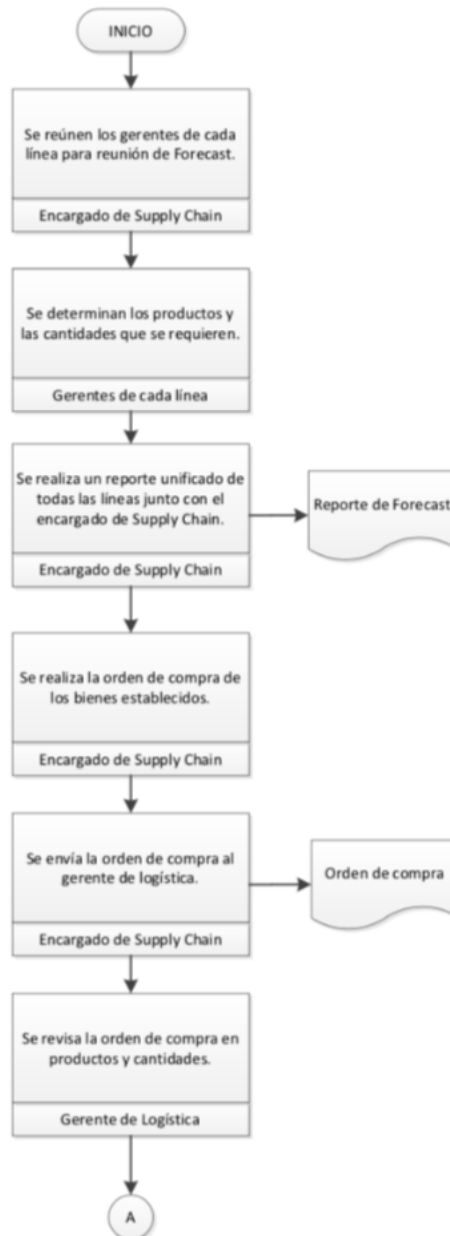 INICIO
Se reúnen los gerentes de cada
línea para reunión de Forecast.
Encargado de Supply Chain
Se determinan los productos y
las cantidades que se requieren.
Gerentes de cada línea
Se realiza un reporte unificado de
todas las líneas junto con el
encargado de Supply Chain.
Encargado de Supply Chain
Reporte de Forecast
Se realiza la orden de compra de
los bienes establecidos.
Encargado de Supply Chain
Se envía la orden de compra al
gerente de logística.
Encargado de Supply Chain
Orden de compra
Se revisa la orden de compra en
productos y cantidades.
Gerente de Logística
A